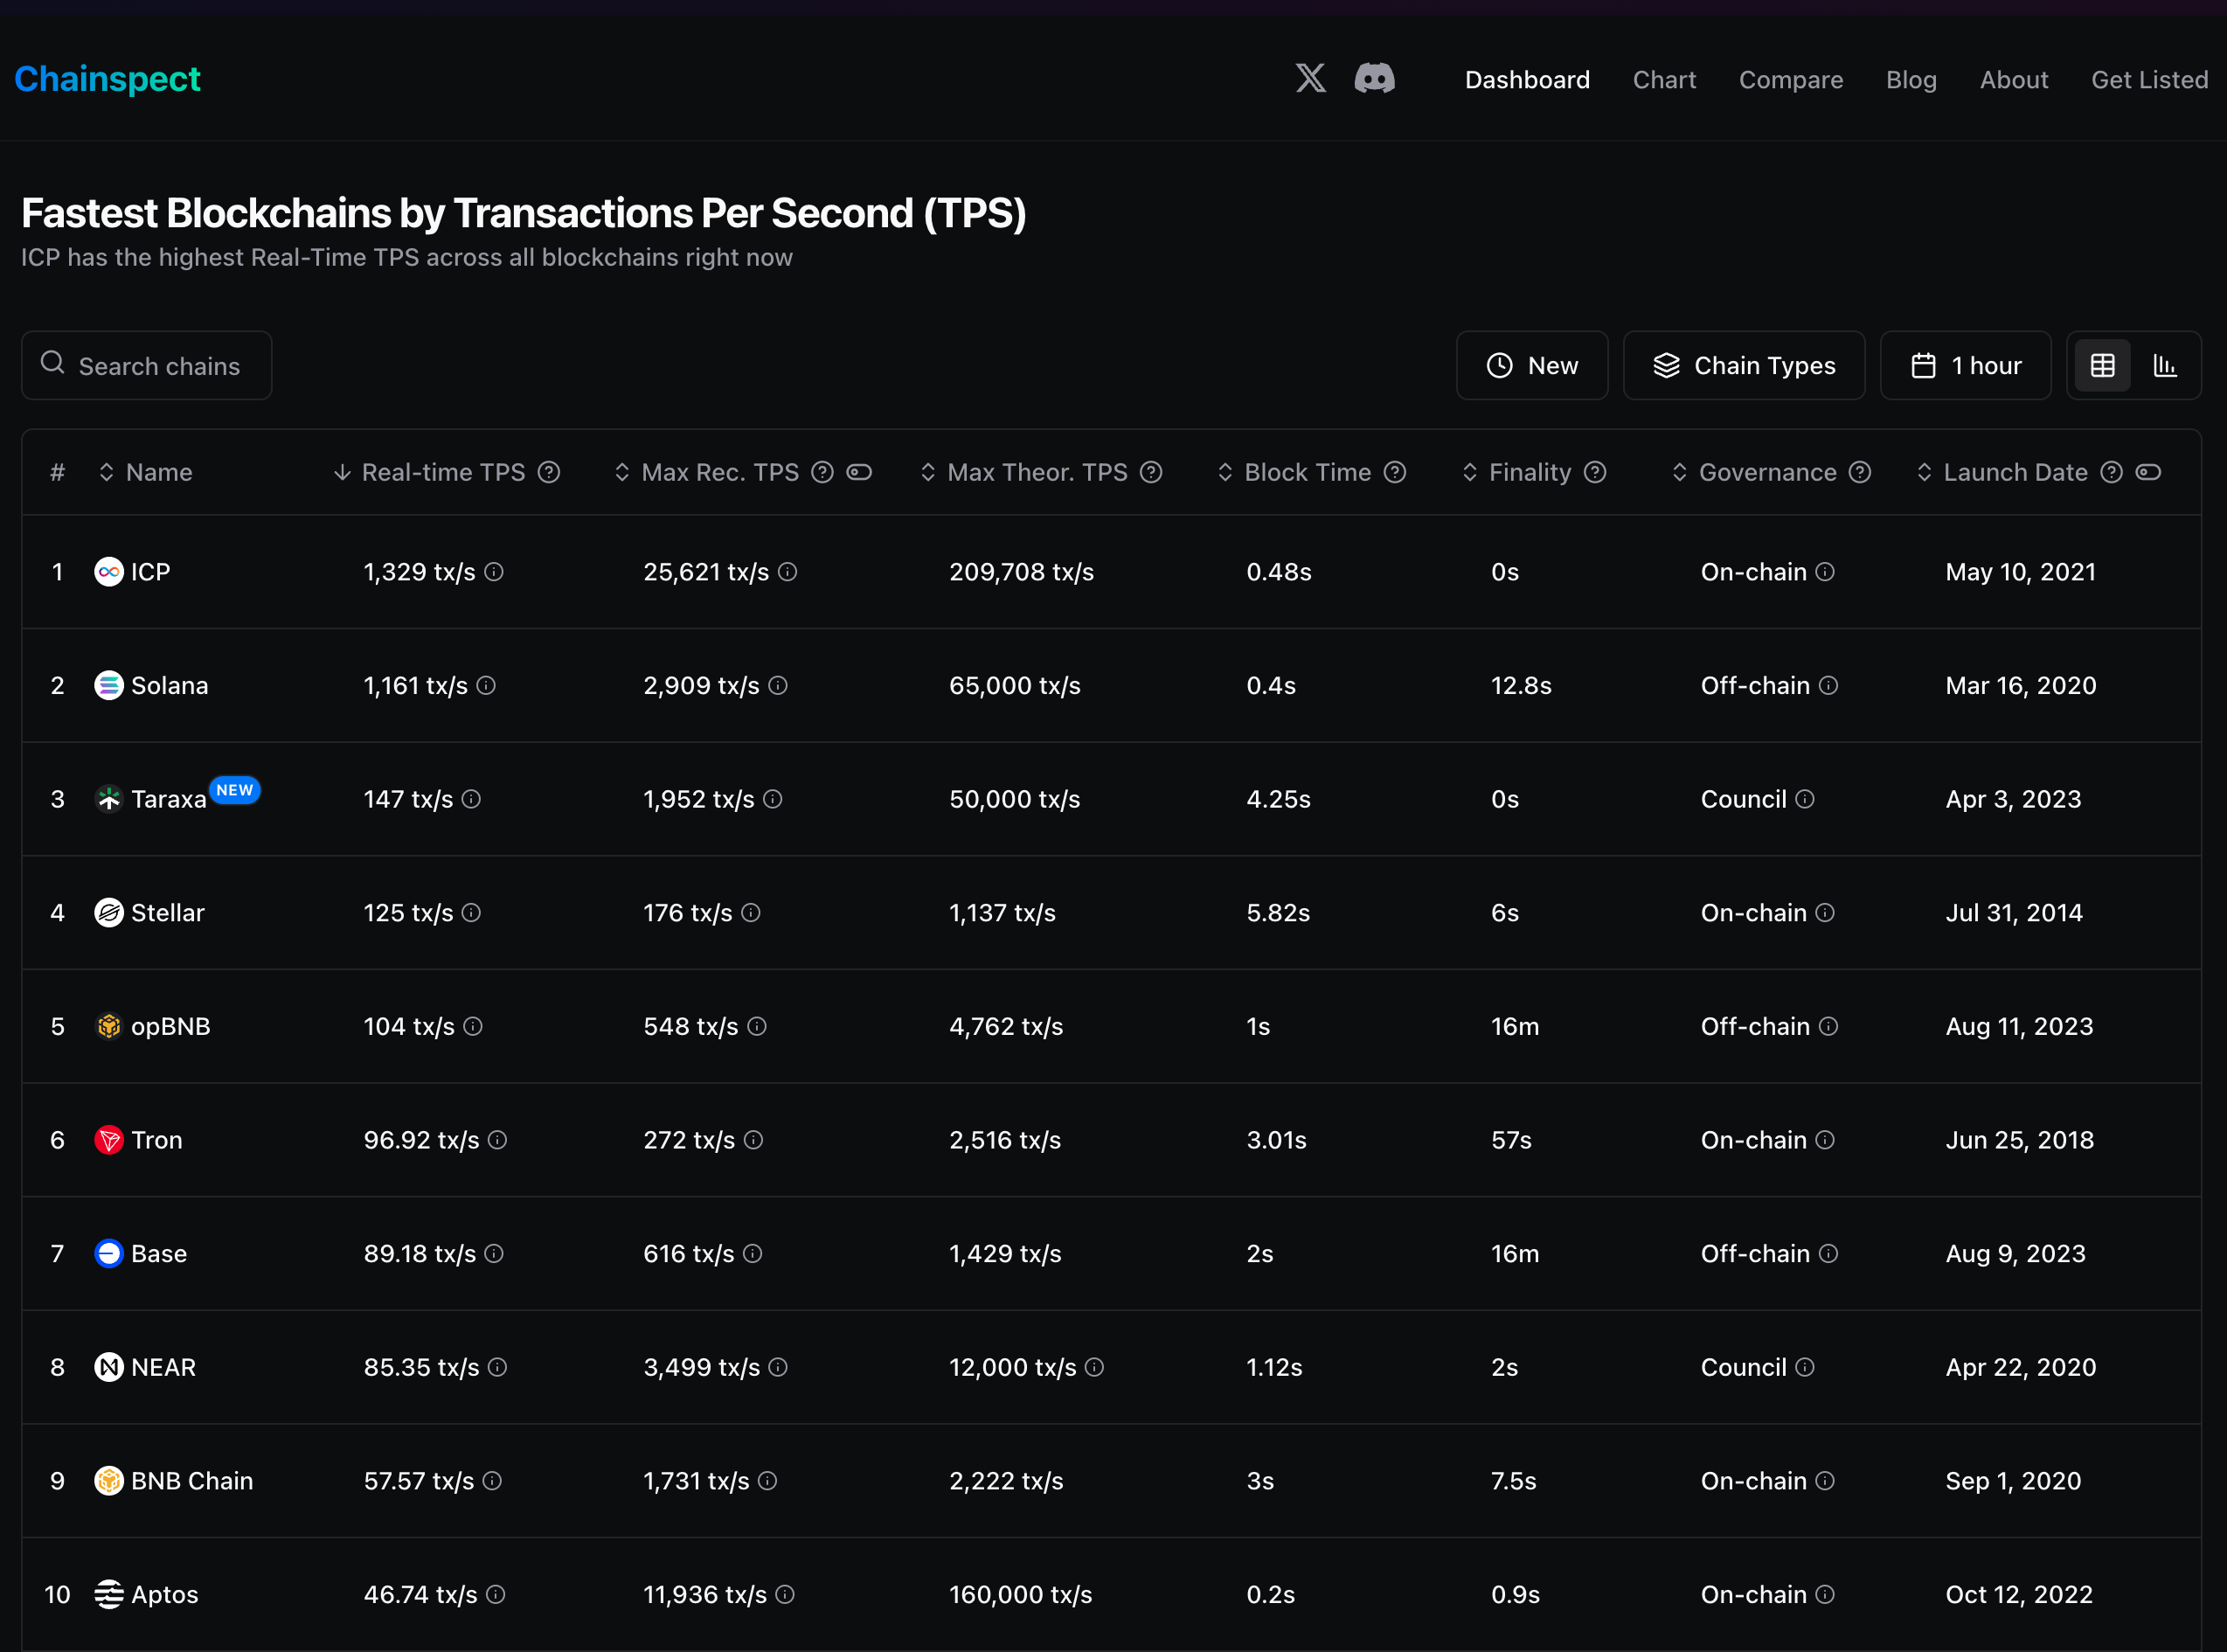 Chainspect
Dashboard Chart Compare Blog About Get Listed
Fastest Blockchains by Transactions Per Second (TPS)
ICP has the highest Real-Time TPS across all blockchains right now
Search chains New Chain Types 1 hour
# Name Real-time TPS Max Rec. TPS Max Theor. TPS Block Time Finality Governance Launch Date
1 ICP 1,329 tx/s 25,621 tx/s 209,708 tx/s 0.48s 0s On-chain May 10, 2021
2 Solana 1,161 tx/s 2,909 tx/s 65,000 tx/s 0.4s 12.8s Off-chain Mar 16, 2020
3 Taraxa NEW 147 tx/s 1,952 tx/s 50,000 tx/s 4.25s 0s Council Apr 3, 2023
4 Stellar 125 tx/s 176 tx/s 1,137 tx/s 5.82s 6s On-chain Jul 31, 2014
5 opBNB 104 tx/s 548 tx/s 4,762 tx/s 1s 16m Off-chain Aug 11, 2023
6 Tron 96.92 tx/s 272 tx/s 2,516 tx/s 3.01s 57s On-chain Jun 25, 2018
7 Base 89.18 tx/s 616 tx/s 1,429 tx/s 2s 16m Off-chain Aug 9, 2023
8 NEAR 85.35 tx/s 3,499 tx/s 12,000 tx/s 1.12s 2s Council Apr 22, 2020
9 BNB Chain 57.57 tx/s 1,731 tx/s 2,222 tx/s 3s 7.5s On-chain Sep 1, 2020
10 Aptos 46.74 tx/s 11,936 tx/s 160,000 tx/s 0.2s 0.9s On-chain Oct 12, 2022